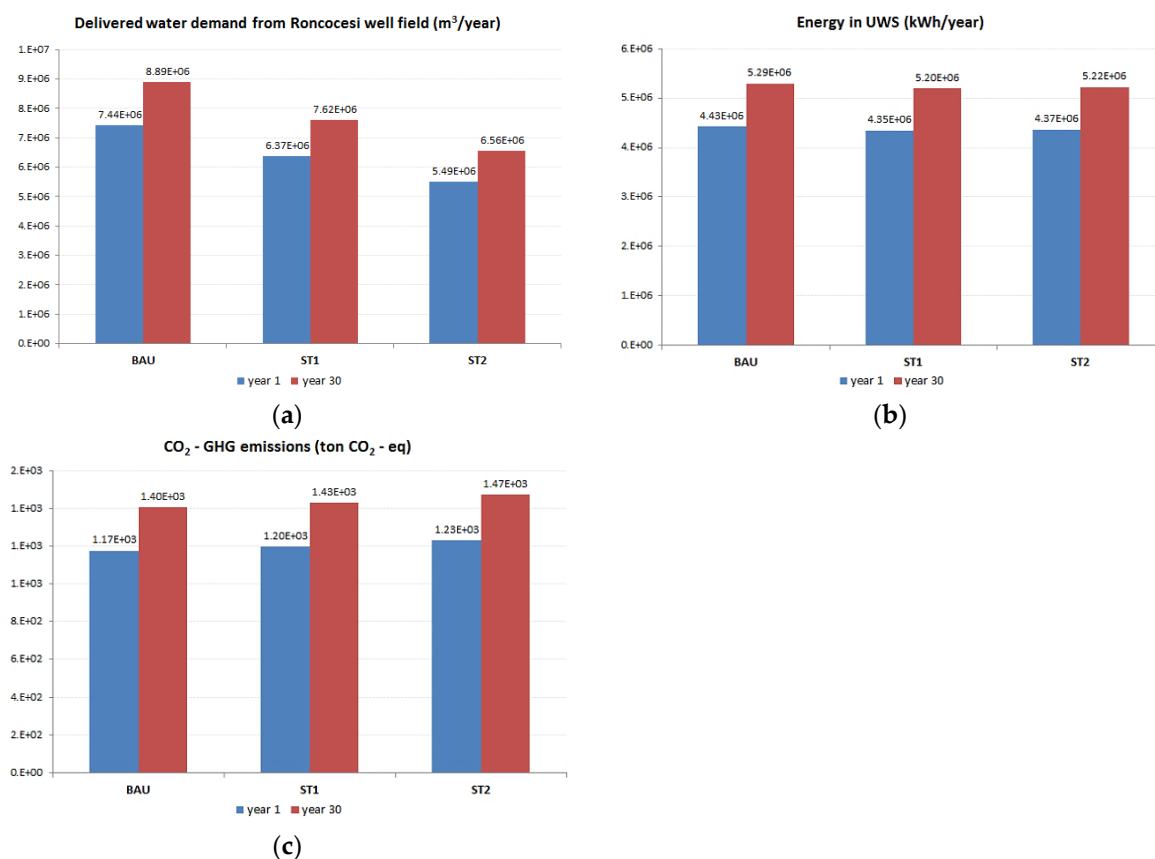 Delivered water demand from Roncocesi well field (m³/year)
1.E+07
9.E+06
8.E+06
7.E+06
6.E+06
5.E+06
4.E+06
3.E+06
2.E+06
1.E+06
0.E+00
7.44E+06
8.89E+06
6.37E+06
7.62E+06
5.49E+06
6.56E+06
BAU
ST1
ST2
year 1 year 30
(a)
Energy in UWS (kWh/year)
6.E+06
5.E+06
4.E+06
3.E+06
2.E+06
1.E+06
0.E+00
4.43E+06
5.29E+06
4.35E+06
5.20E+06
4.37E+06
5.22E+06
BAU
ST1
ST2
year 1 year 30
(b)
CO₂ - GHG emissions (ton CO₂ - eq)
2.E+03
1.E+03
1.E+03
1.E+03
8.E+02
6.E+02
4.E+02
2.E+02
0.E+00
1.17E+03
1.40E+03
1.20E+03
1.43E+03
1.23E+03
1.47E+03
BAU
ST1
ST2
year 1 year 30
(c)